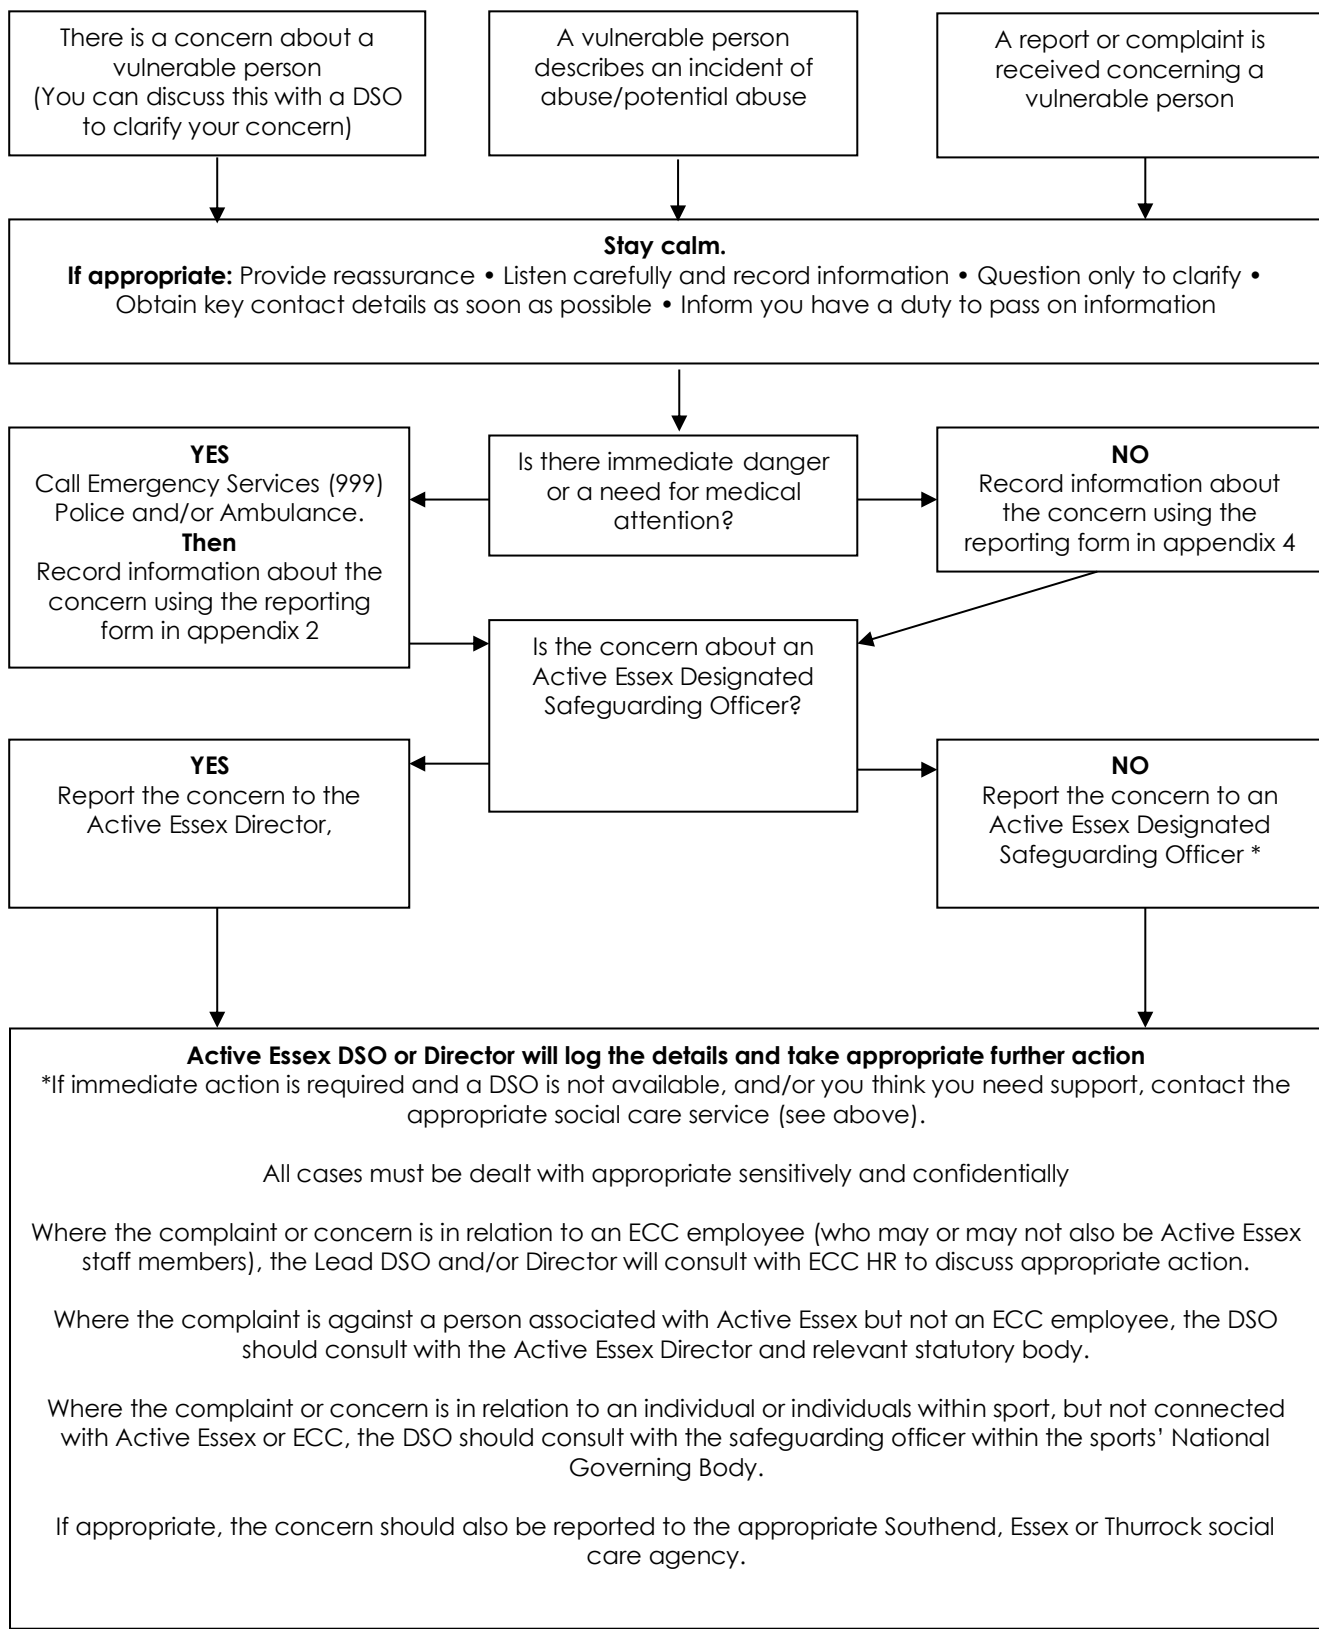 There is a concern about a
vulnerable person
(You can discuss this with a DSO
to clarify your concern)
A vulnerable person
describes an incident of
abuse/potential abuse
A report or complaint is
received concerning a
vulnerable person
Stay calm.
If appropriate: Provide reassurance • Listen carefully and record information • Question only to clarify •
Obtain key contact details as soon as possible • Inform you have a duty to pass on information
YES
Call Emergency Services (999)
Police and/or Ambulance.
Then
Record information about the
concern using the reporting
form in appendix 2
Is there immediate danger
or a need for medical
attention?
NO
Record information about
the concern using the
reporting form in appendix 4
Is the concern about an
Active Essex Designated
Safeguarding Officer?
YES
Report the concern to the
Active Essex Director,
NO
Report the concern to an
Active Essex Designated
Safeguarding Officer *
Active Essex DSO or Director will log the details and take appropriate further action
*If immediate action is required and a DSO is not available, and/or you think you need support, contact the
appropriate social care service (see above).
All cases must be dealt with appropriate sensitively and confidentially
Where the complaint or concern is in relation to an ECC employee (who may or may not also be Active Essex
staff members), the Lead DSO and/or Director will consult with ECC HR to discuss appropriate action.
Where the complaint is against a person associated with Active Essex but not an ECC employee, the DSO
should consult with the Active Essex Director and relevant statutory body.
Where the complaint or concern is in relation to an individual or individuals within sport, but not connected
with Active Essex or ECC, the DSO should consult with the safeguarding officer within the sports' National
Governing Body.
If appropriate, the concern should also be reported to the appropriate Southend, Essex or Thurrock social
care agency.